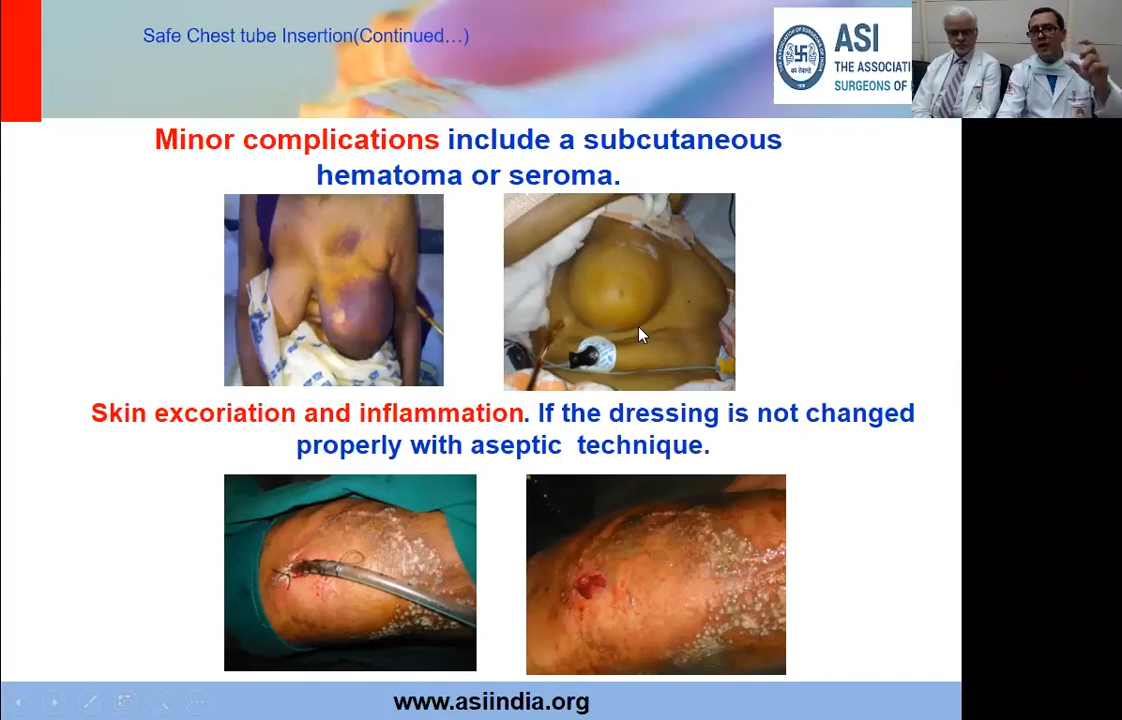 Safe Chest tube Insertion(Continued…)
ASI
THE ASSOCIATI
SURGEONS OF
Minor complications include a subcutaneous
hematoma or seroma.
Skin excoriation and inflammation. If the dressing is not changed
properly with aseptic  technique.
www.asiindia.org